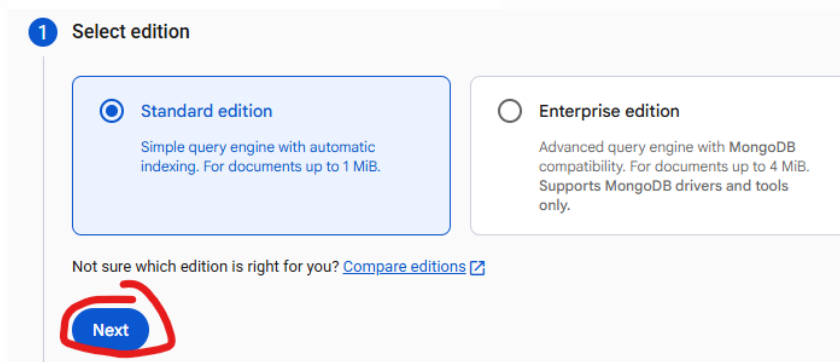 1 Select edition
Standard edition
Simple query engine with automatic
indexing. For documents up to 1 MiB.
Enterprise edition
Advanced query engine with MongoDB
compatibility. For documents up to 4 MiB.
Supports MongoDB drivers and tools
only.
Not sure which edition is right for you? Compare editions
Next